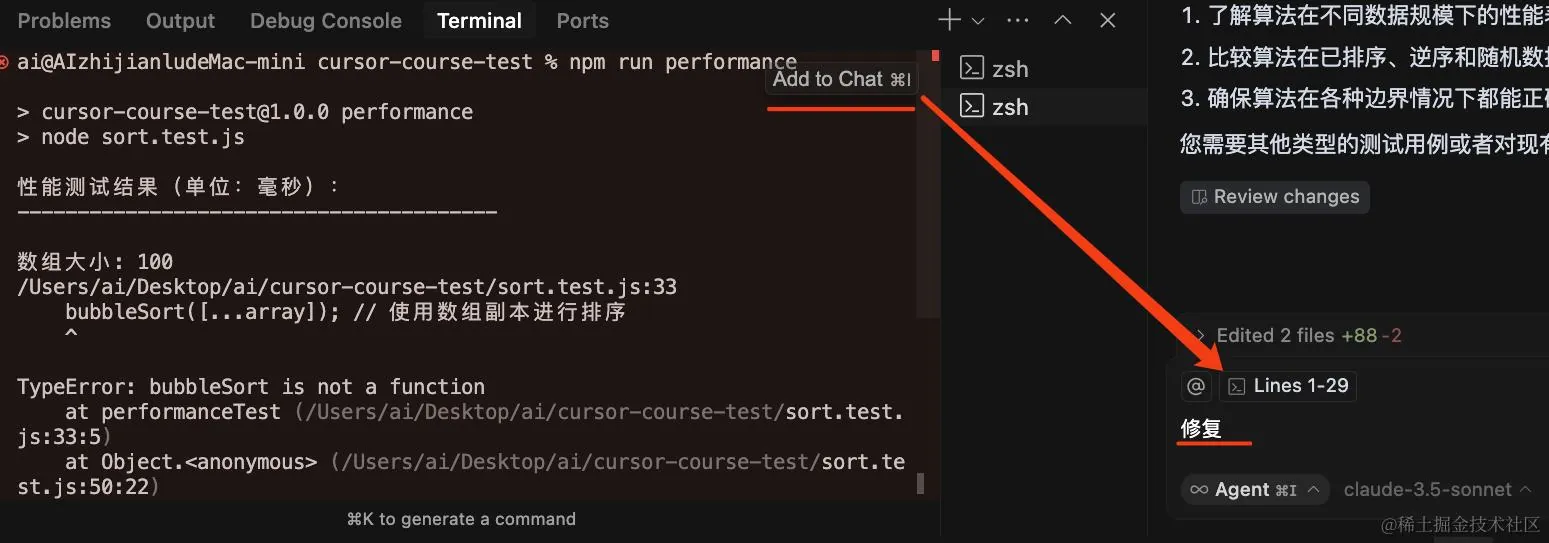 Problems Output Debug Console Terminal Ports
ai@AIzhijianludeMac-mini cursor-course-test % npm run performance
Add to Chat ⌘I
> cursor-course-test@1.0.0 performance
> node sort.test.js
性能测试结果（单位：毫秒）：
----------------------------------------
数组大小: 100
/Users/ai/Desktop/ai/cursor-course-test/sort.test.js:33
bubbleSort([...array]); // 使用数组副本进行排序
^
TypeError: bubbleSort is not a function
at performanceTest (/Users/ai/Desktop/ai/cursor-course-test/sort.test.
js:33:5)
at Object.<anonymous> (/Users/ai/Desktop/ai/cursor-course-test/sort.te
st.js:50:22)
⌘K to generate a command
zsh
zsh
1. 了解算法在不同数据规模下的性能
2. 比较算法在已排序、逆序和随机数
3. 确保算法在各种边界情况下都能正
您需要其他类型的测试用例或者对现
Review changes
Edited 2 files +88 -2
@ Lines 1-29
修复
Agent ⌘I claude-3.5-sonnet
@稀土掘金技术社区